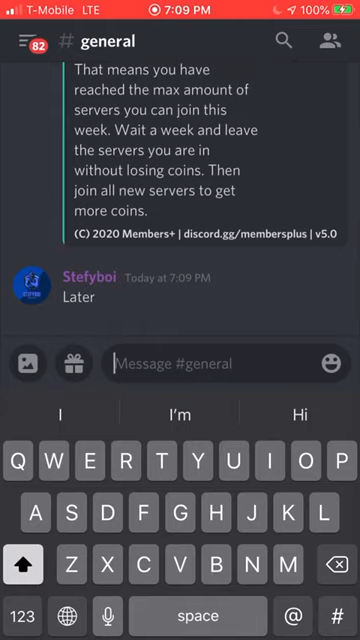 T-Mobile LTE 7:09 PM 100%
82 # general
That means you have
reached the max amount of
servers you can join this
week. Wait a week and leave
the servers you are in
without losing coins. Then
join all new servers to get
more coins.
(C) 2020 Members+ | discord.gg/membersplus | v5.0
Stefyboi Today at 7:09 PM
Later
Message #general
I I'm Hi
Q W E R T Y U I O P
A S D F G H J K L
Z X C V B N M
123 space @ #